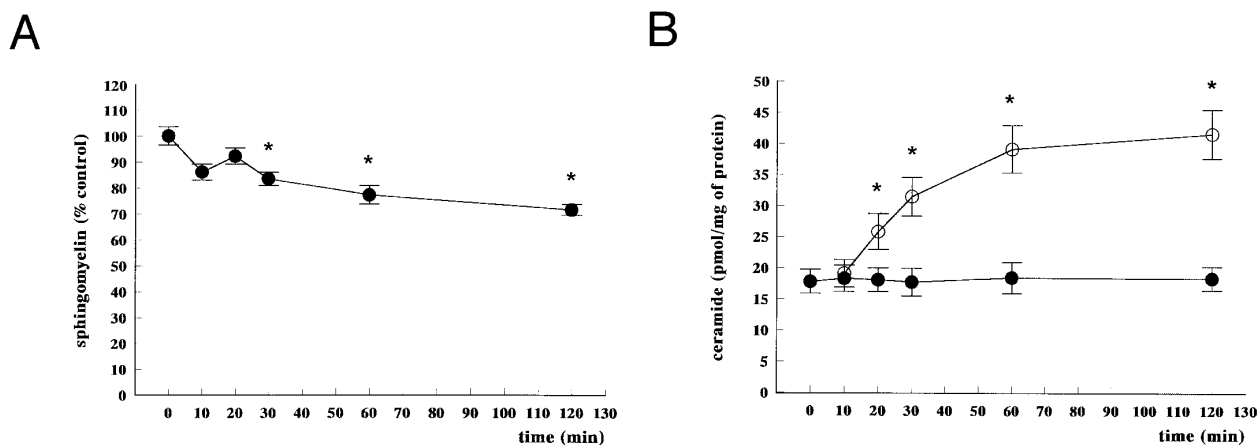 A
sphingomyelin (% control)
120
110
100
90
80
70
60
50
40
30
20
10
0
* * *
0 10 20 30 40 50 60 70 80 90 100 110 120 130
time (min)
B
ceramide (pmol/mg of protein)
50
45
40
35
30
25
20
15
10
5
0
* * * *
0 10 20 30 40 50 60 70 80 90 100 110 120 130
time (min)